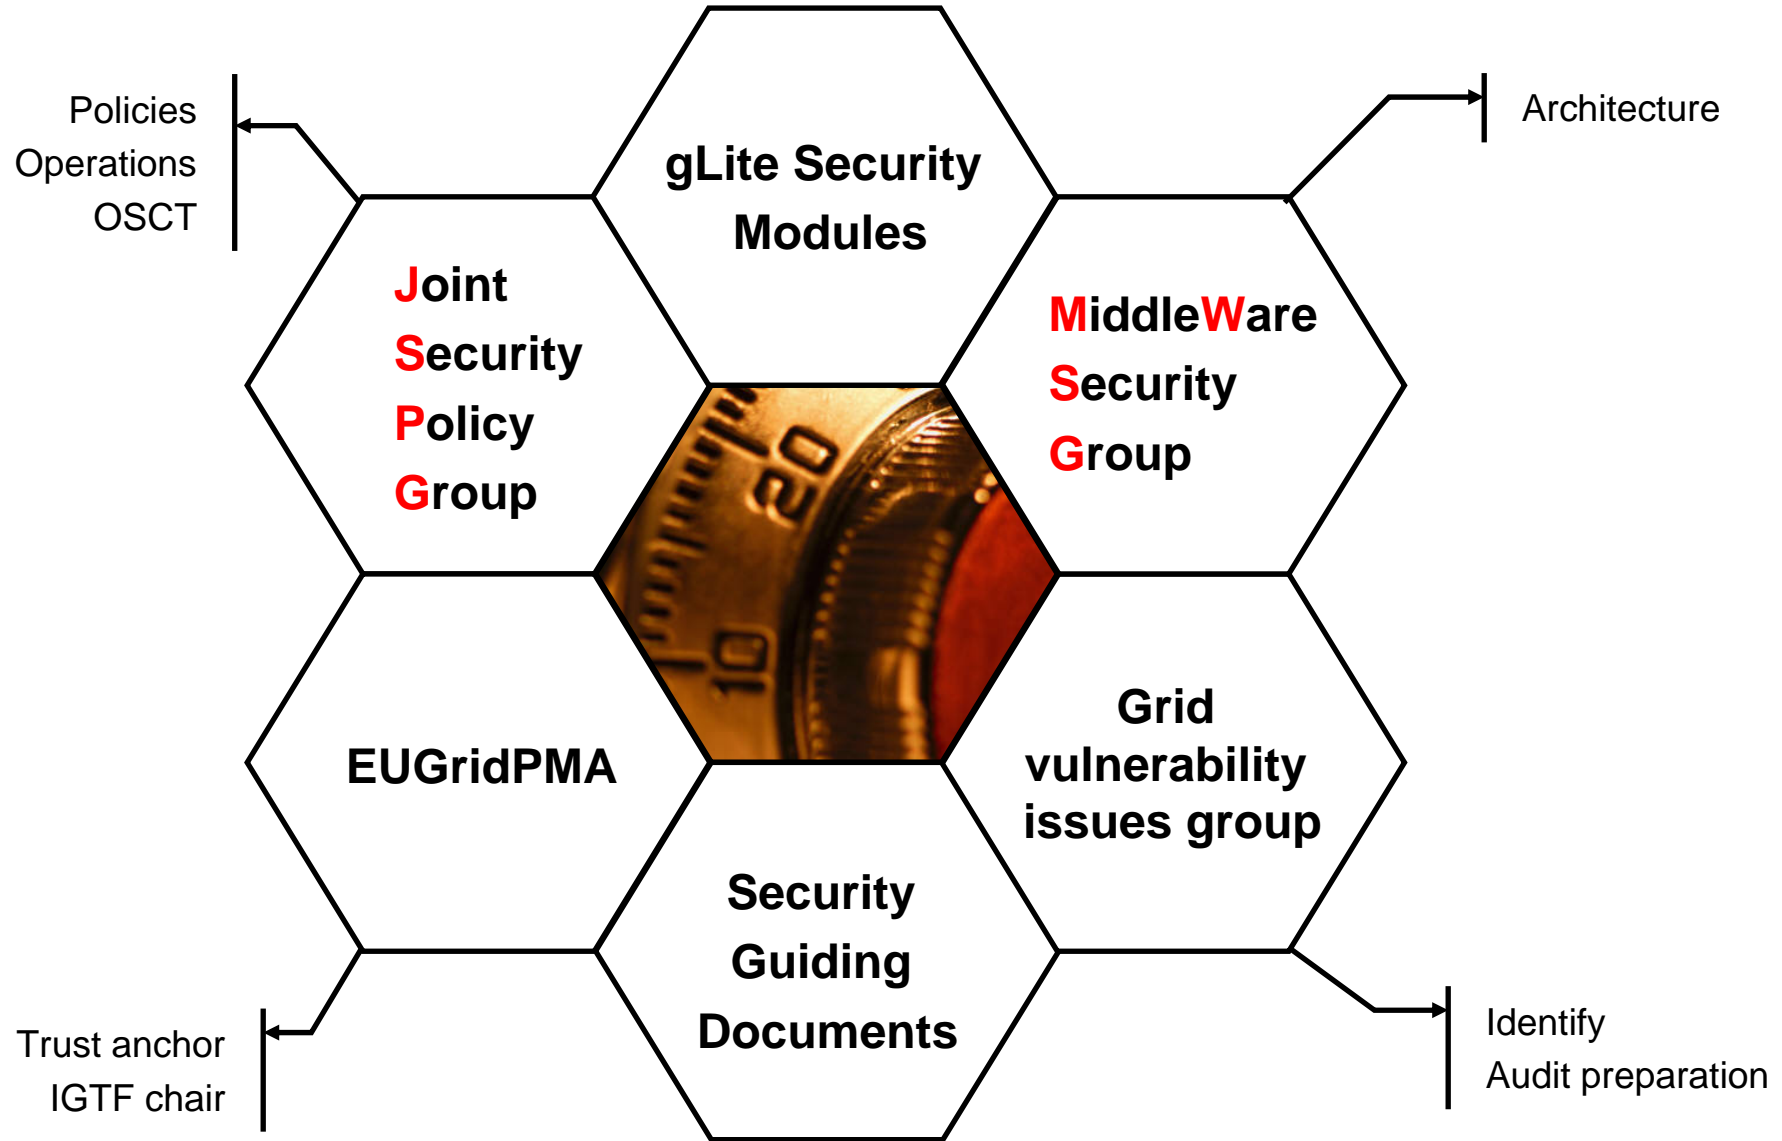 Policies
Operations
OSCT
Architecture
gLite Security
Modules
Joint
Security
Policy
Group
MiddleWare
Security
Group
20
10
EUGridPMA
Grid
vulnerability
issues group
Security
Guiding
Documents
Trust anchor
IGTF chair
Identify
Audit preparation